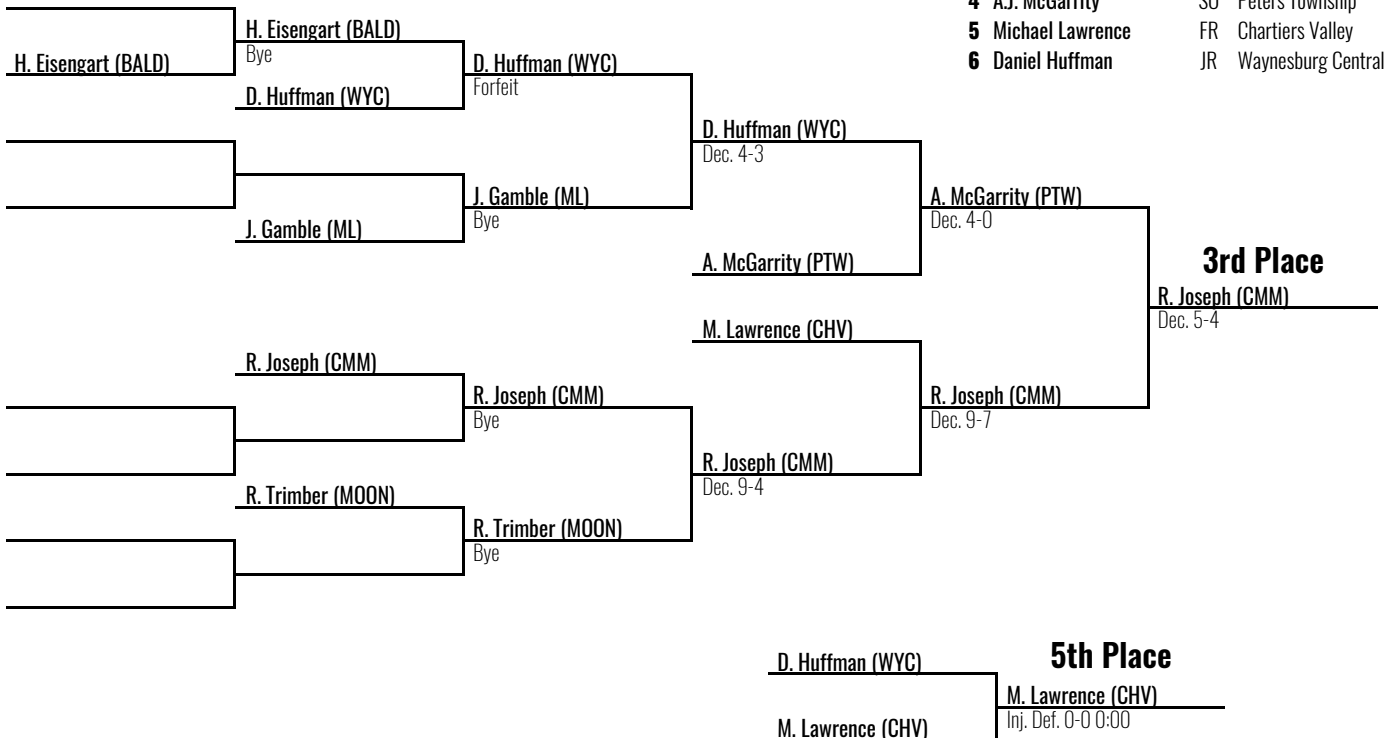 4 A.J. McGarrity SO Peters Township
5 Michael Lawrence FR Chartiers Valley
6 Daniel Huffman JR Waynesburg Central
H. Eisengart (BALD)
H. Eisengart (BALD)
Bye
D. Huffman (WYC)
D. Huffman (WYC)
Forfeit
D. Huffman (WYC)
Dec. 4-3
J. Gamble (ML)
J. Gamble (ML)
Bye
A. McGarrity (PTW)
A. McGarrity (PTW)
Dec. 4-0
3rd Place
R. Joseph (CMM)
Dec. 5-4
M. Lawrence (CHV)
R. Joseph (CMM)
R. Joseph (CMM)
Bye
R. Joseph (CMM)
Dec. 9-7
R. Joseph (CMM)
Dec. 9-4
R. Trimber (MOON)
R. Trimber (MOON)
Bye
5th Place
D. Huffman (WYC)
M. Lawrence (CHV)
Inj. Def. 0-0 0:00
M. Lawrence (CHV)